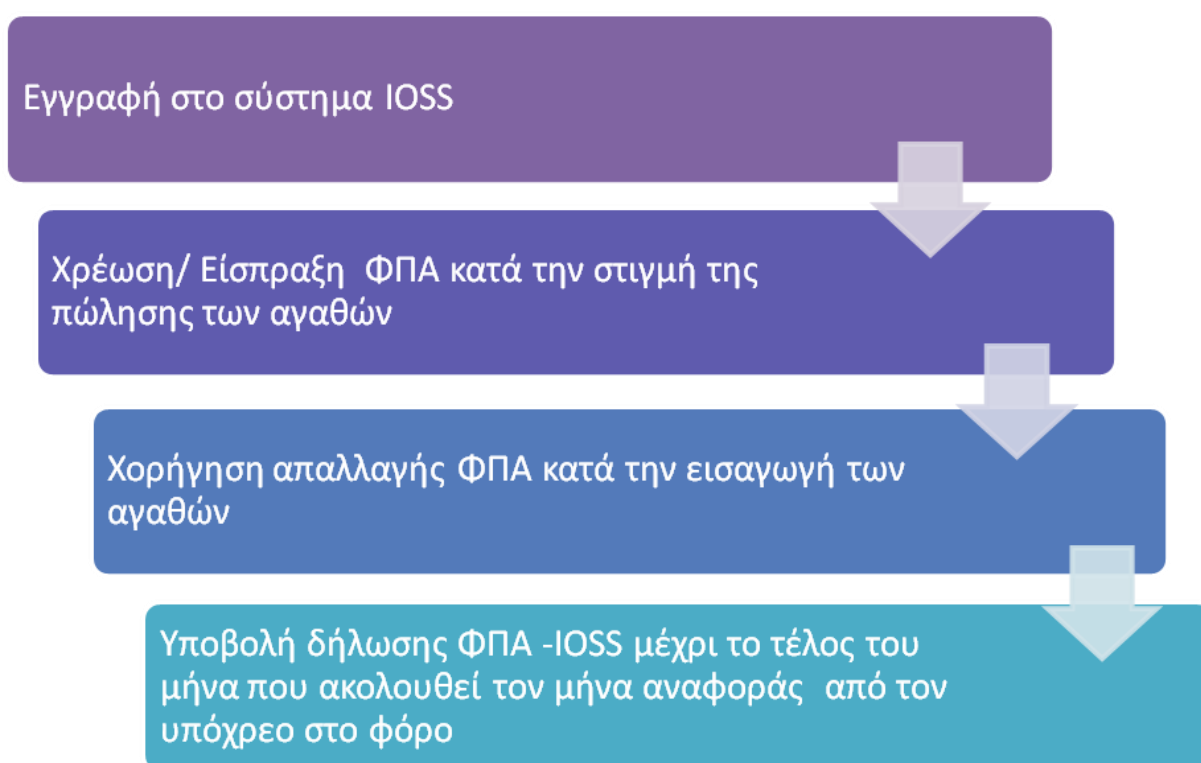 Εγγραφή στο σύστημα IOSS
Χρέωση/ Είσπραξη ΦΠΑ κατά την στιγμή της
πώλησης των αγαθών
Χορήγηση απαλλαγής ΦΠΑ κατά την εισαγωγή των
αγαθών
Υποβολή δήλωσης ΦΠΑ -IOSS μέχρι το τέλος του
μήνα που ακολουθεί τον μήνα αναφοράς από τον
υπόχρεο στο φόρο